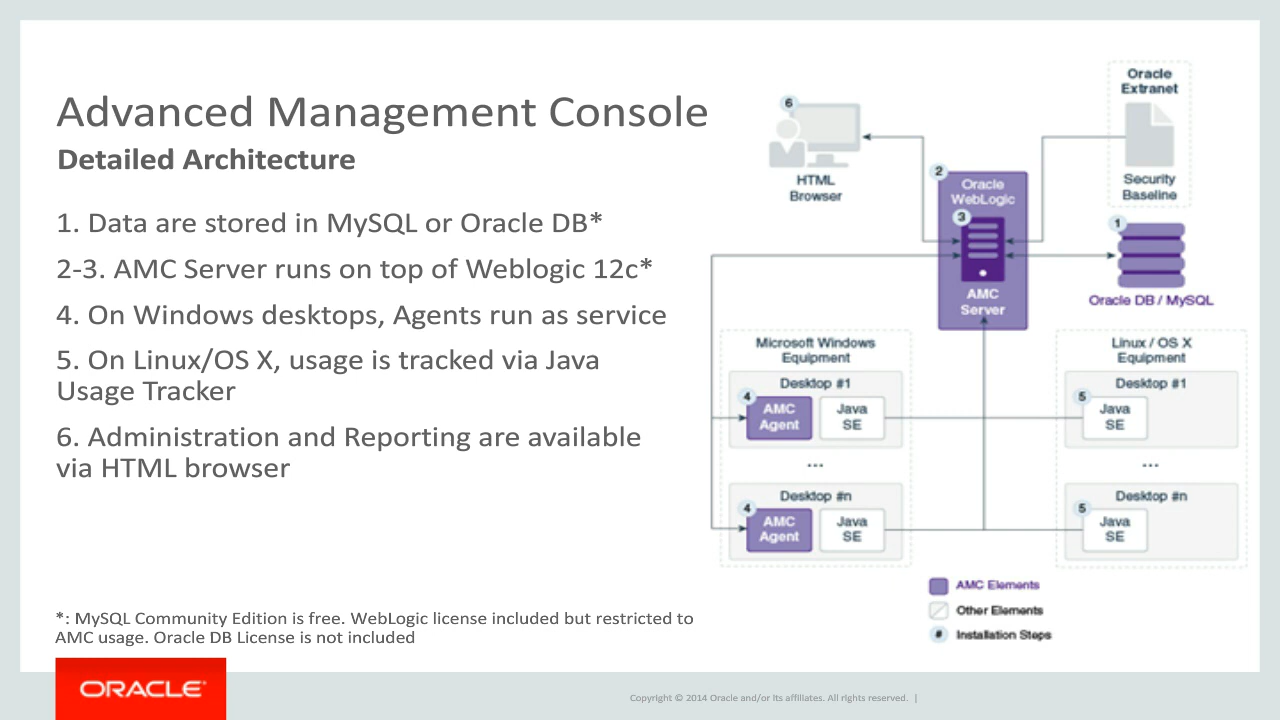 Advanced Management Console
Detailed Architecture
1. Data are stored in MySQL or Oracle DB*
2-3. AMC Server runs on top of Weblogic 12c*
4. On Windows desktops, Agents run as service
5. On Linux/OS X, usage is tracked via Java
Usage Tracker
6. Administration and Reporting are available
via HTML browser
*: MySQL Community Edition is free. WebLogic license included but restricted to
AMC usage. Oracle DB License is not included
6
HTML
Browser
Oracle
Extranet
Security
Baseline
2
Oracle
WebLogic
3
AMC
Server
1
Oracle DB / MySQL
Microsoft Windows
Equipment
Desktop #1
4
AMC
Agent
Java
SE
...
Desktop #n
4
AMC
Agent
Java
SE
Linux / OS X
Equipment
Desktop #1
5
Java
SE
...
Desktop #n
5
Java
SE
AMC Elements
Other Elements
# Installation Steps
ORACLE®
Copyright © 2014 Oracle and/or its affiliates. All rights reserved. |